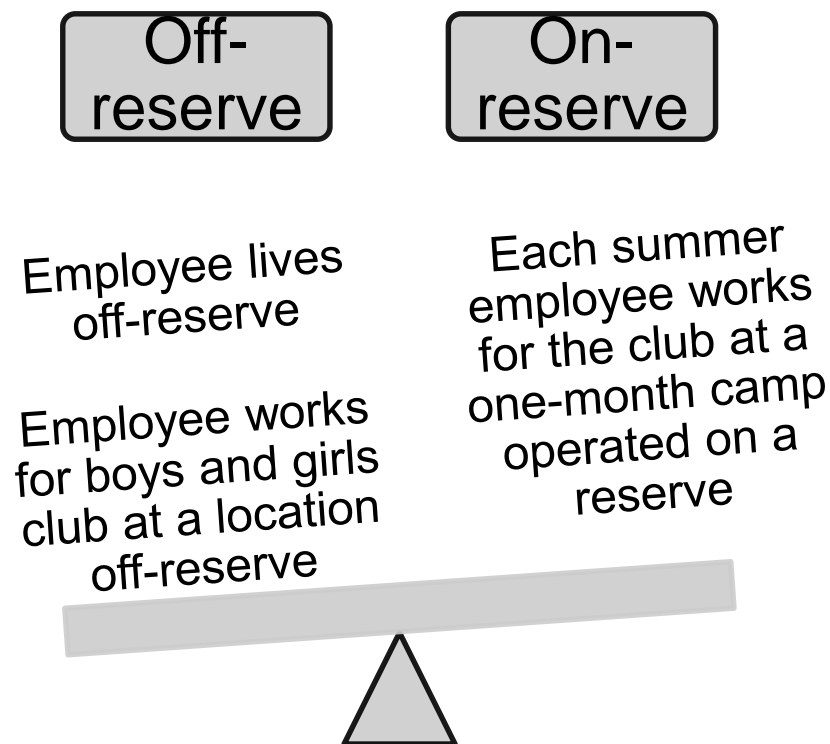 Off-
reserve
On-
reserve
Employee lives
off-reserve
Employee works
for boys and girls
club at a location
off-reserve
Each summer
employee works
for the club at a
one-month camp
operated on a
reserve